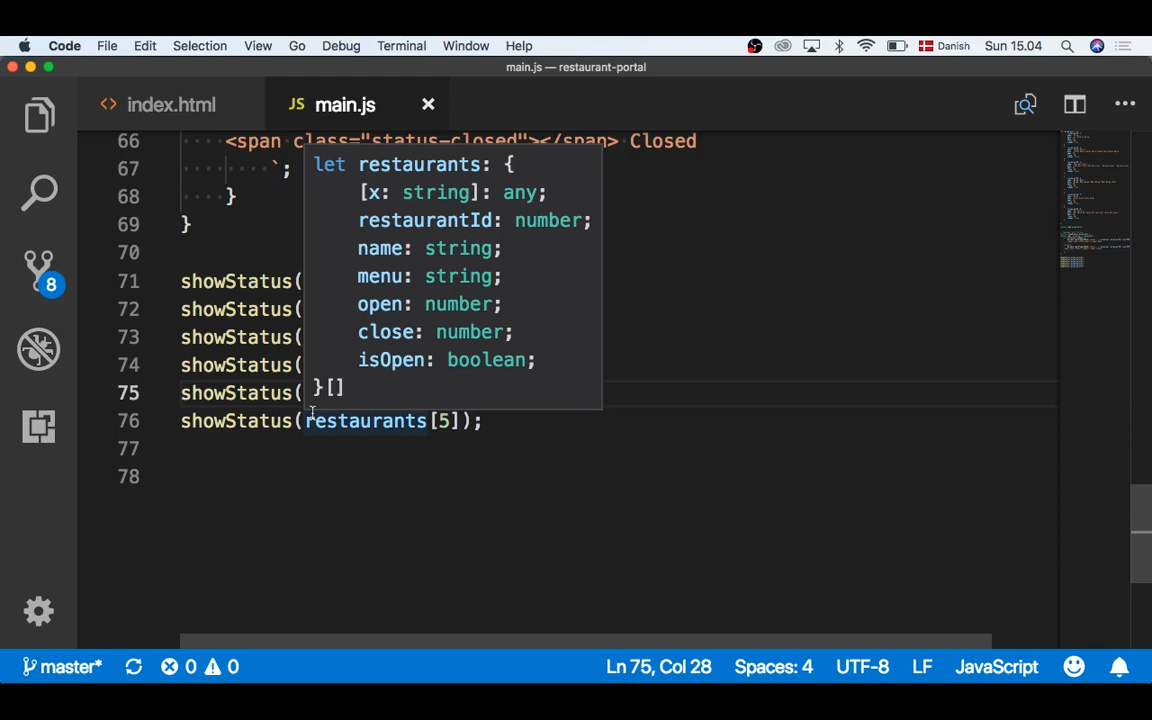 Code File Edit Selection View Go Debug Terminal Window Help Danish Sun 15.04
main.js — restaurant-portal
<> index.html JS main.js ×
66 <span class="status-closed"></span> Closed
67 `;
68 }
69 }
70
71 showStatus(
72 showStatus(
73 showStatus(
74 showStatus(
75 showStatus(
76 showStatus(restaurants[5]);
77
78
let restaurants: {
[x: string]: any;
restaurantId: number;
name: string;
menu: string;
open: number;
close: number;
isOpen: boolean;
}[]
8
master* 0 0 Ln 75, Col 28 Spaces: 4 UTF-8 LF JavaScript